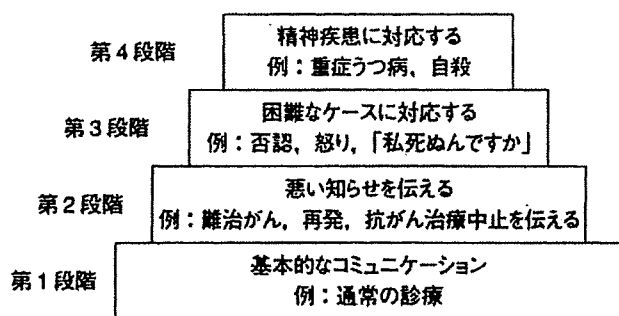 第4段階
精神疾患に対応する
例：重症うつ病，自殺
第3段階
困難なケースに対応する
例：否認，怒り，「私死ぬんですか」
第2段階
悪い知らせを伝える
例：難治がん，再発，抗がん治療中止を伝える
第1段階
基本的なコミュニケーション
例：通常の診療